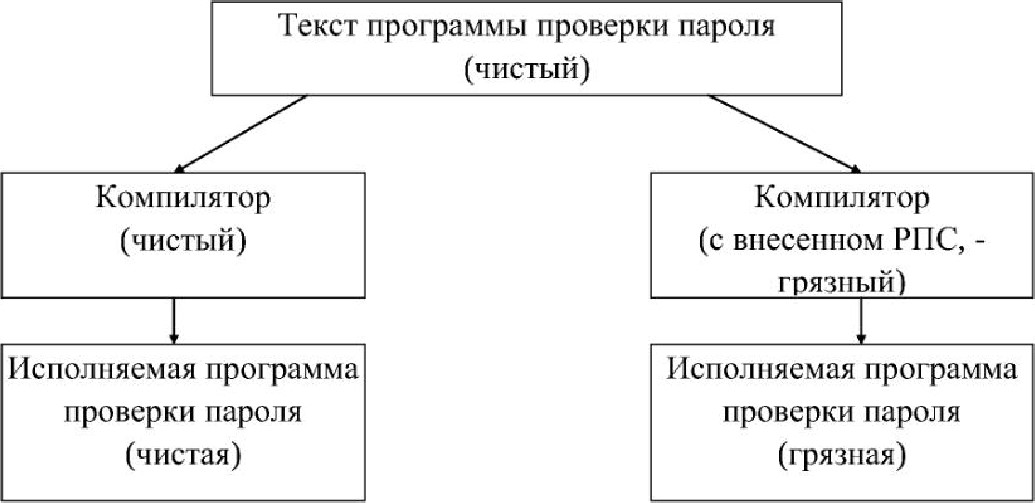 Текст программы проверки пароля
(чистый)
Компилятор
(чистый)
Компилятор
(с внесенном РПС, -
грязный)
Исполняемая программа
проверки пароля
(чистая)
Исполняемая программа
проверки пароля
(грязная)